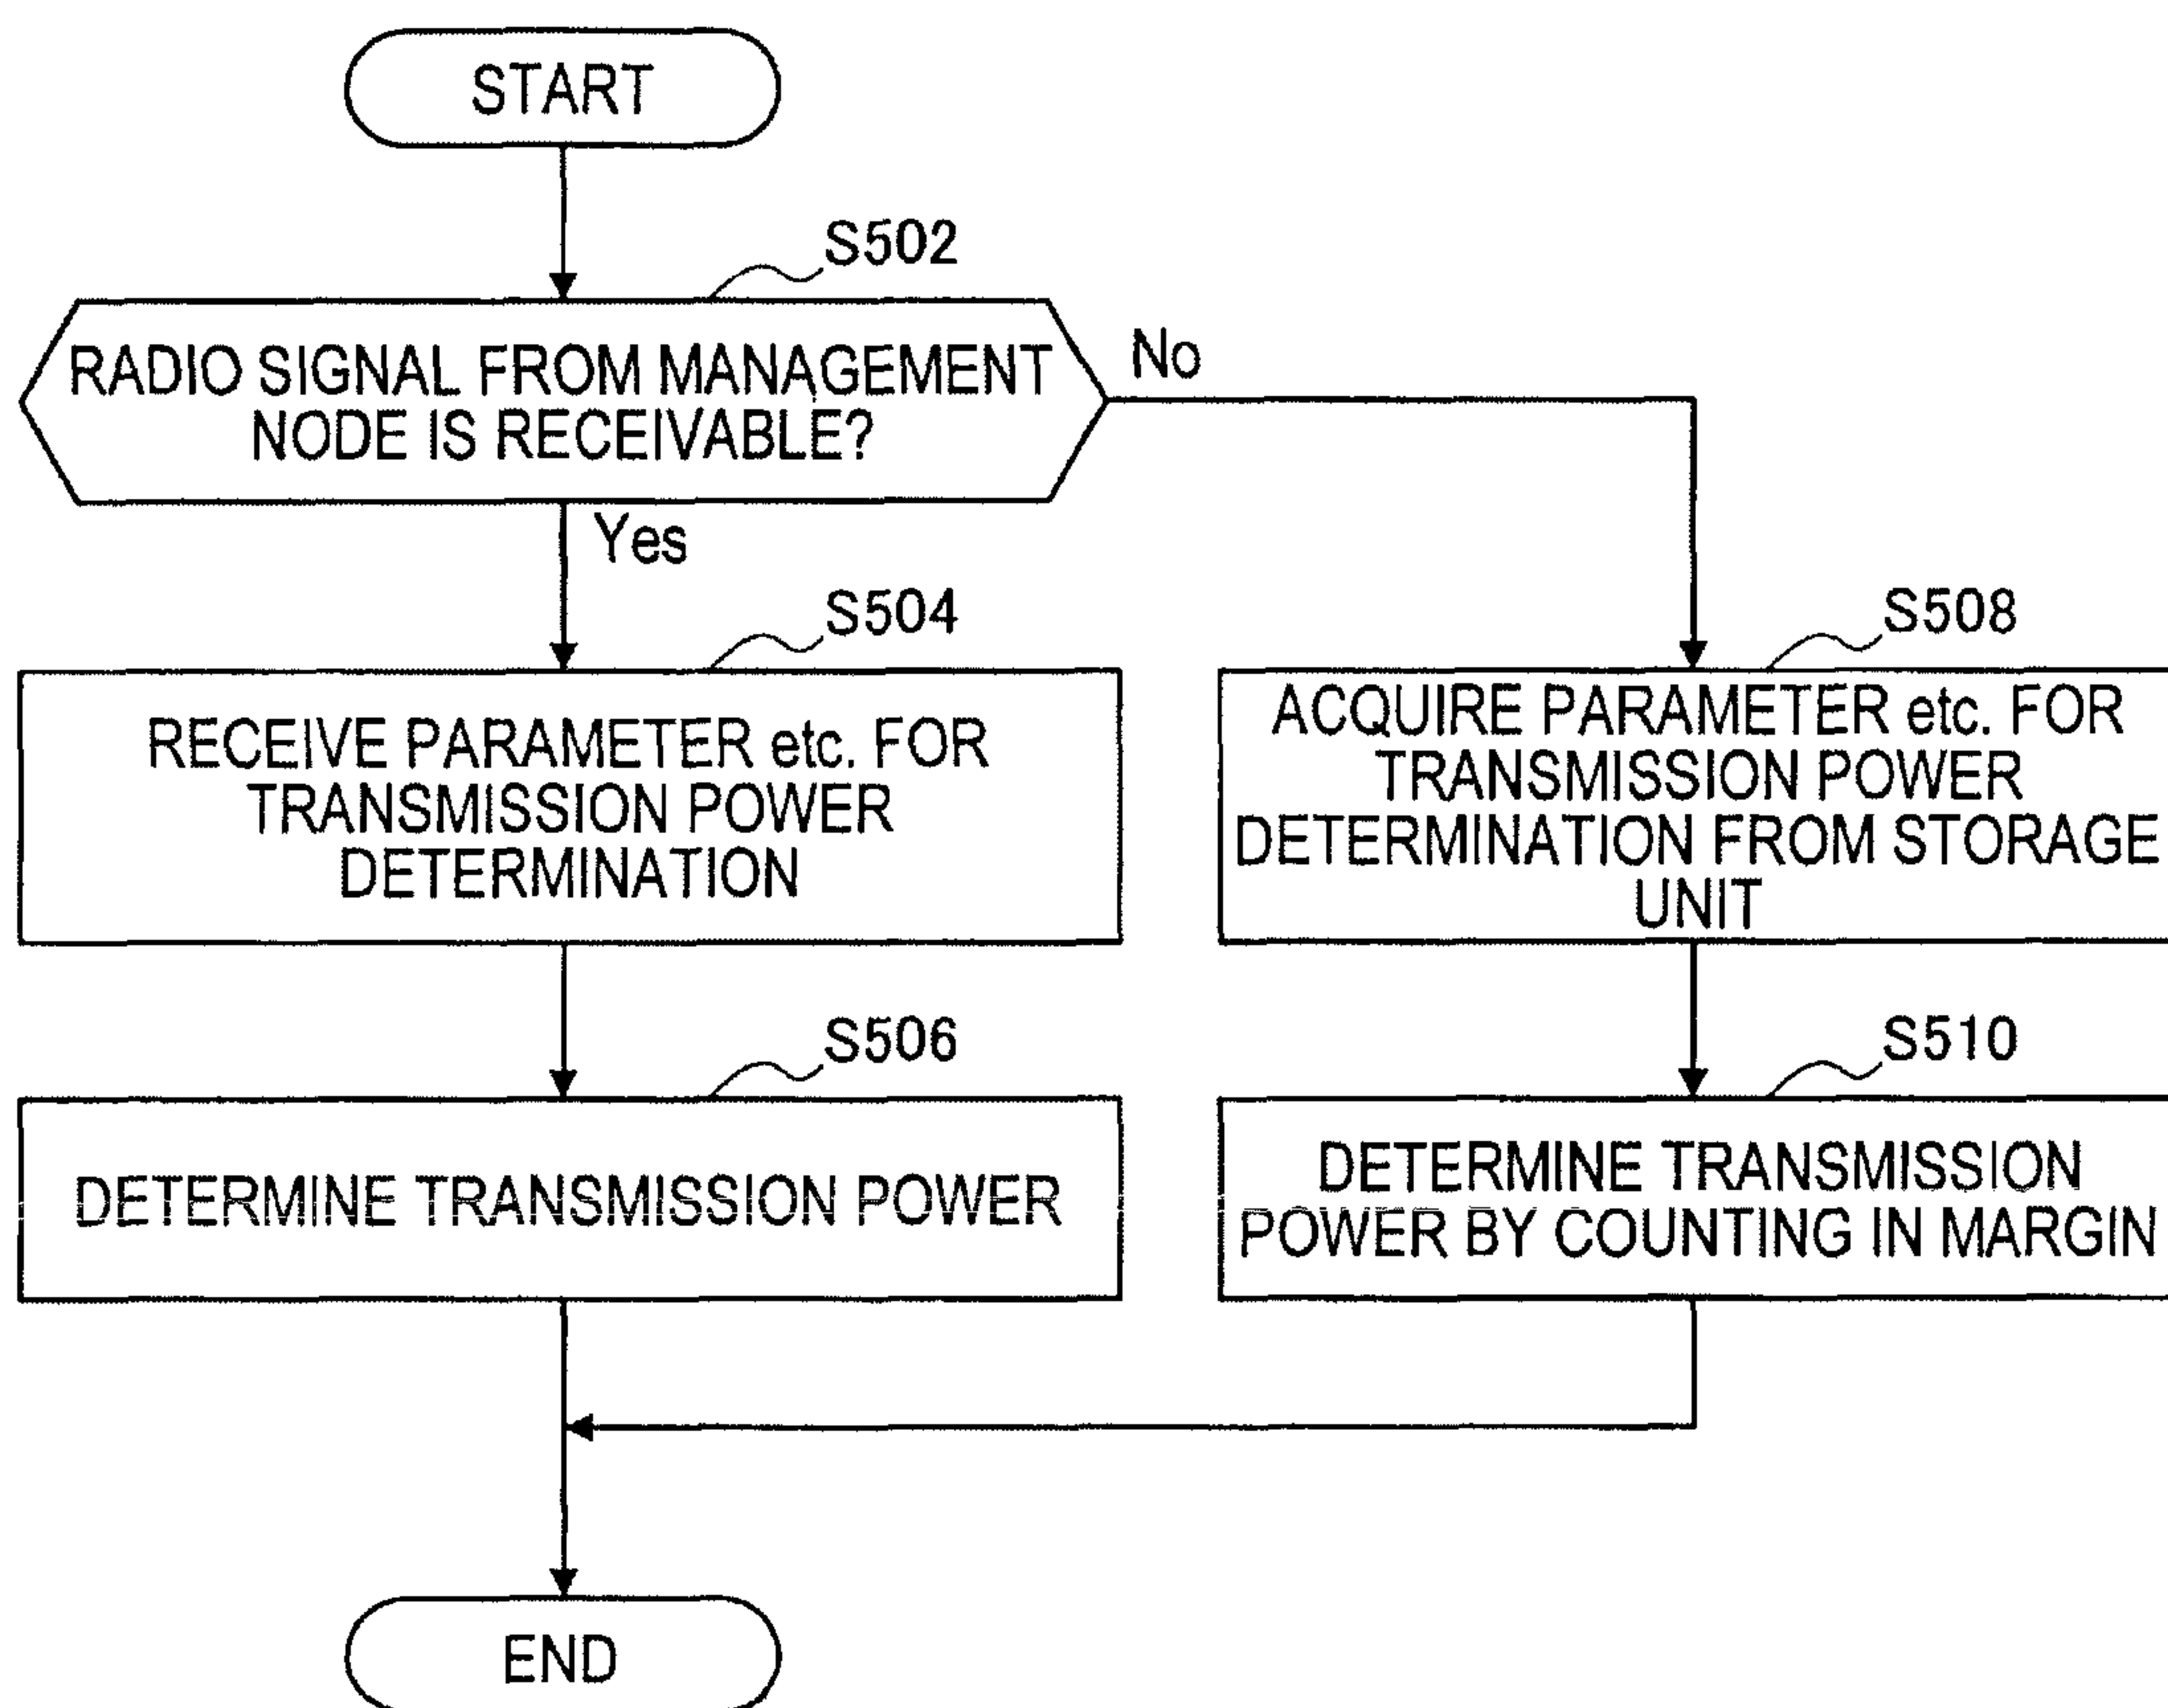 START
S502
RADIO SIGNAL FROM MANAGEMENT
NODE IS RECEIVABLE?
No
Yes
S504
RECEIVE PARAMETER etc. FOR
TRANSMISSION POWER
DETERMINATION
S508
ACQUIRE PARAMETER etc. FOR
TRANSMISSION POWER
DETERMINATION FROM STORAGE
UNIT
S506
DETERMINE TRANSMISSION POWER
S510
DETERMINE TRANSMISSION
POWER BY COUNTING IN MARGIN
END